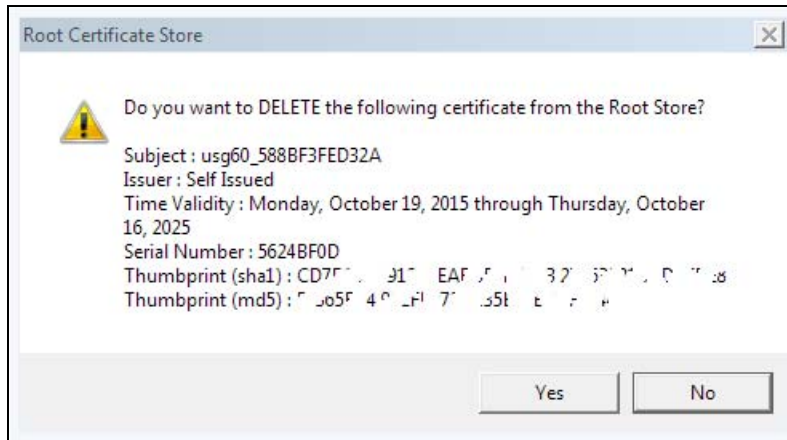 Root Certificate Store
Do you want to DELETE the following certificate from the Root Store?
Subject : usg60_588BF3FED32A
Issuer : Self Issued
Time Validity : Monday, October 19, 2015 through Thursday, October
16, 2025
Serial Number : 5624BF0D
Thumbprint (sha1) :
Thumbprint (md5) :
Yes
No